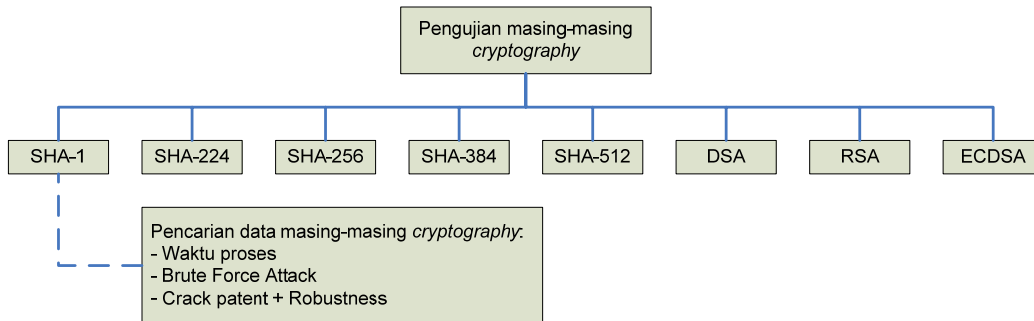 Pengujian masing-masing
cryptography
SHA-1
SHA-224
SHA-256
SHA-384
SHA-512
DSA
RSA
ECDSA
Pencarian data masing-masing cryptography:
- Waktu proses
- Brute Force Attack
- Crack patent + Robustness